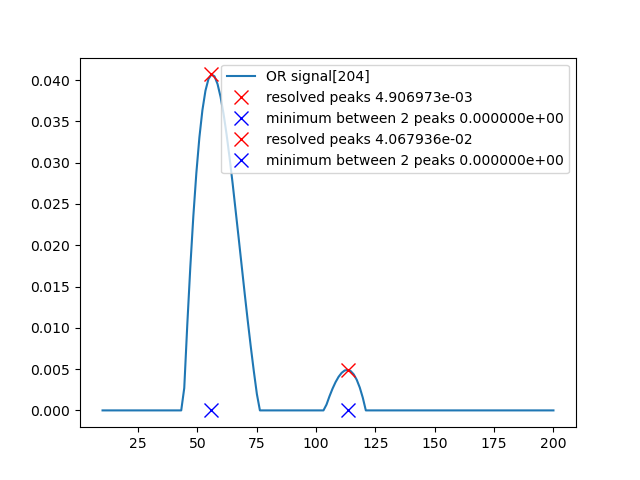 OR signal[204]
resolved peaks 4.906973e-03
minimum between 2 peaks 0.000000e+00
resolved peaks 4.067936e-02
minimum between 2 peaks 0.000000e+00
0.040
0.035
0.030
0.025
0.020
0.015
0.010
0.005
0.000
25 50 75 100 125 150 175 200